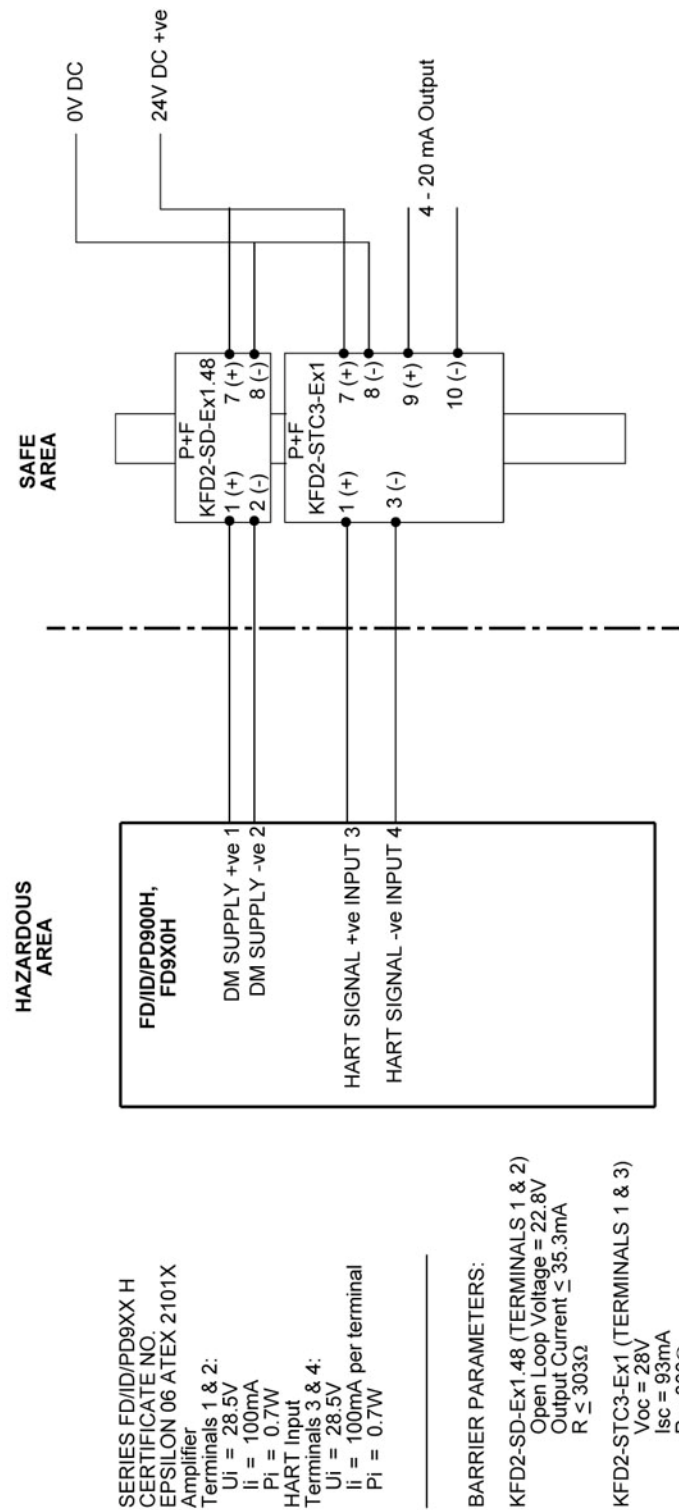 HAZARDOUS
AREA
SAFE
AREA
SERIES FD/ID/PD9XX H
CERTIFICATE NO.
EPSILON 06 ATEX 2101X
Amplifier
Terminals 1 & 2:
Ui = 28.5V
Ii = 100mA
Pi = 0.7W
HART Input
Terminals 3 & 4:
Ui = 28.5V
Ii = 100mA per terminal
Pi = 0.7W
BARRIER PARAMETERS:
KFD2-SD-Ex1.48 (TERMINALS 1 & 2)
Open Loop Voltage = 22.8V
Output Current ≤ 35.3mA
R ≤ 303Ω
KFD2-STC3-Ex1 (TERMINALS 1 & 3)
Voc = 28V
Isc = 93mA
FD/ID/PD900H,
FD9X0H
DM SUPPLY +ve 1
DM SUPPLY -ve 2
HART SIGNAL +ve INPUT 3
HART SIGNAL -ve INPUT 4
P+F
KFD2-SD-Ex1.48
1 (+)
2 (-)
7 (+)
8 (-)
P+F
KFD2-STC3-Ex1
1 (+)
3 (-)
7 (+)
8 (-)
9 (+)
10 (-)
0V DC
24V DC +ve
4 - 20 mA Output